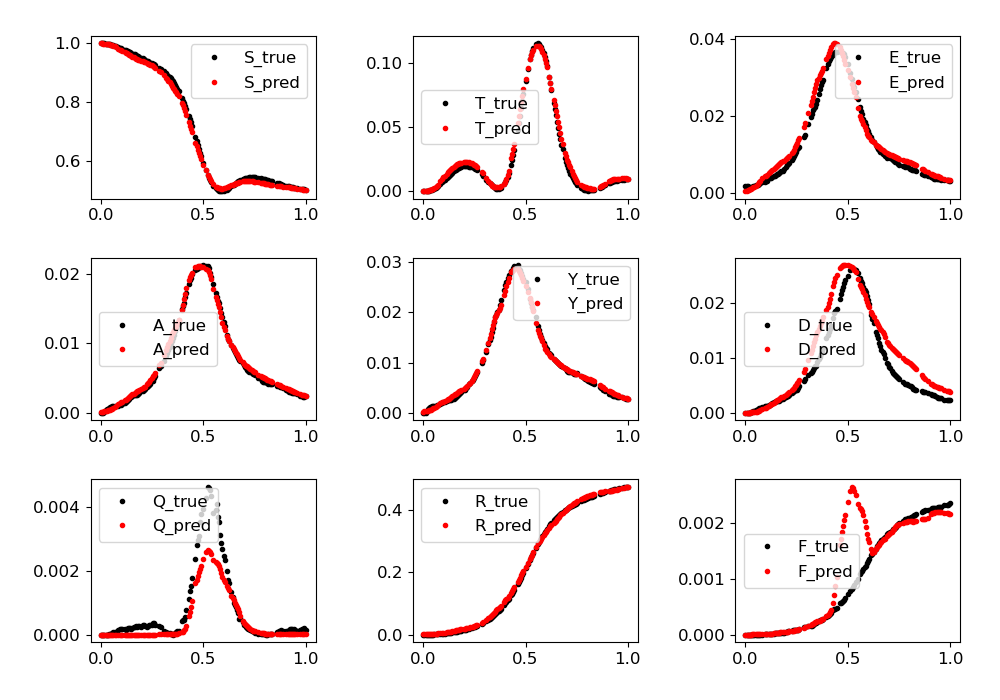 1.0
0.8
0.6
0.0 0.5 1.0
S_true
S_pred
0.10
0.05
0.00
0.0 0.5 1.0
T_true
T_pred
0.04
0.02
0.00
0.0 0.5 1.0
E_true
E_pred
0.02
0.01
0.00
0.0 0.5 1.0
A_true
A_pred
0.03
0.02
0.01
0.00
0.0 0.5 1.0
Y_true
Y_pred
0.02
0.01
0.00
0.0 0.5 1.0
D_true
D_pred
0.004
0.002
0.000
0.0 0.5 1.0
Q_true
Q_pred
0.4
0.2
0.0
0.0 0.5 1.0
R_true
R_pred
0.002
0.001
0.000
0.0 0.5 1.0
F_true
F_pred